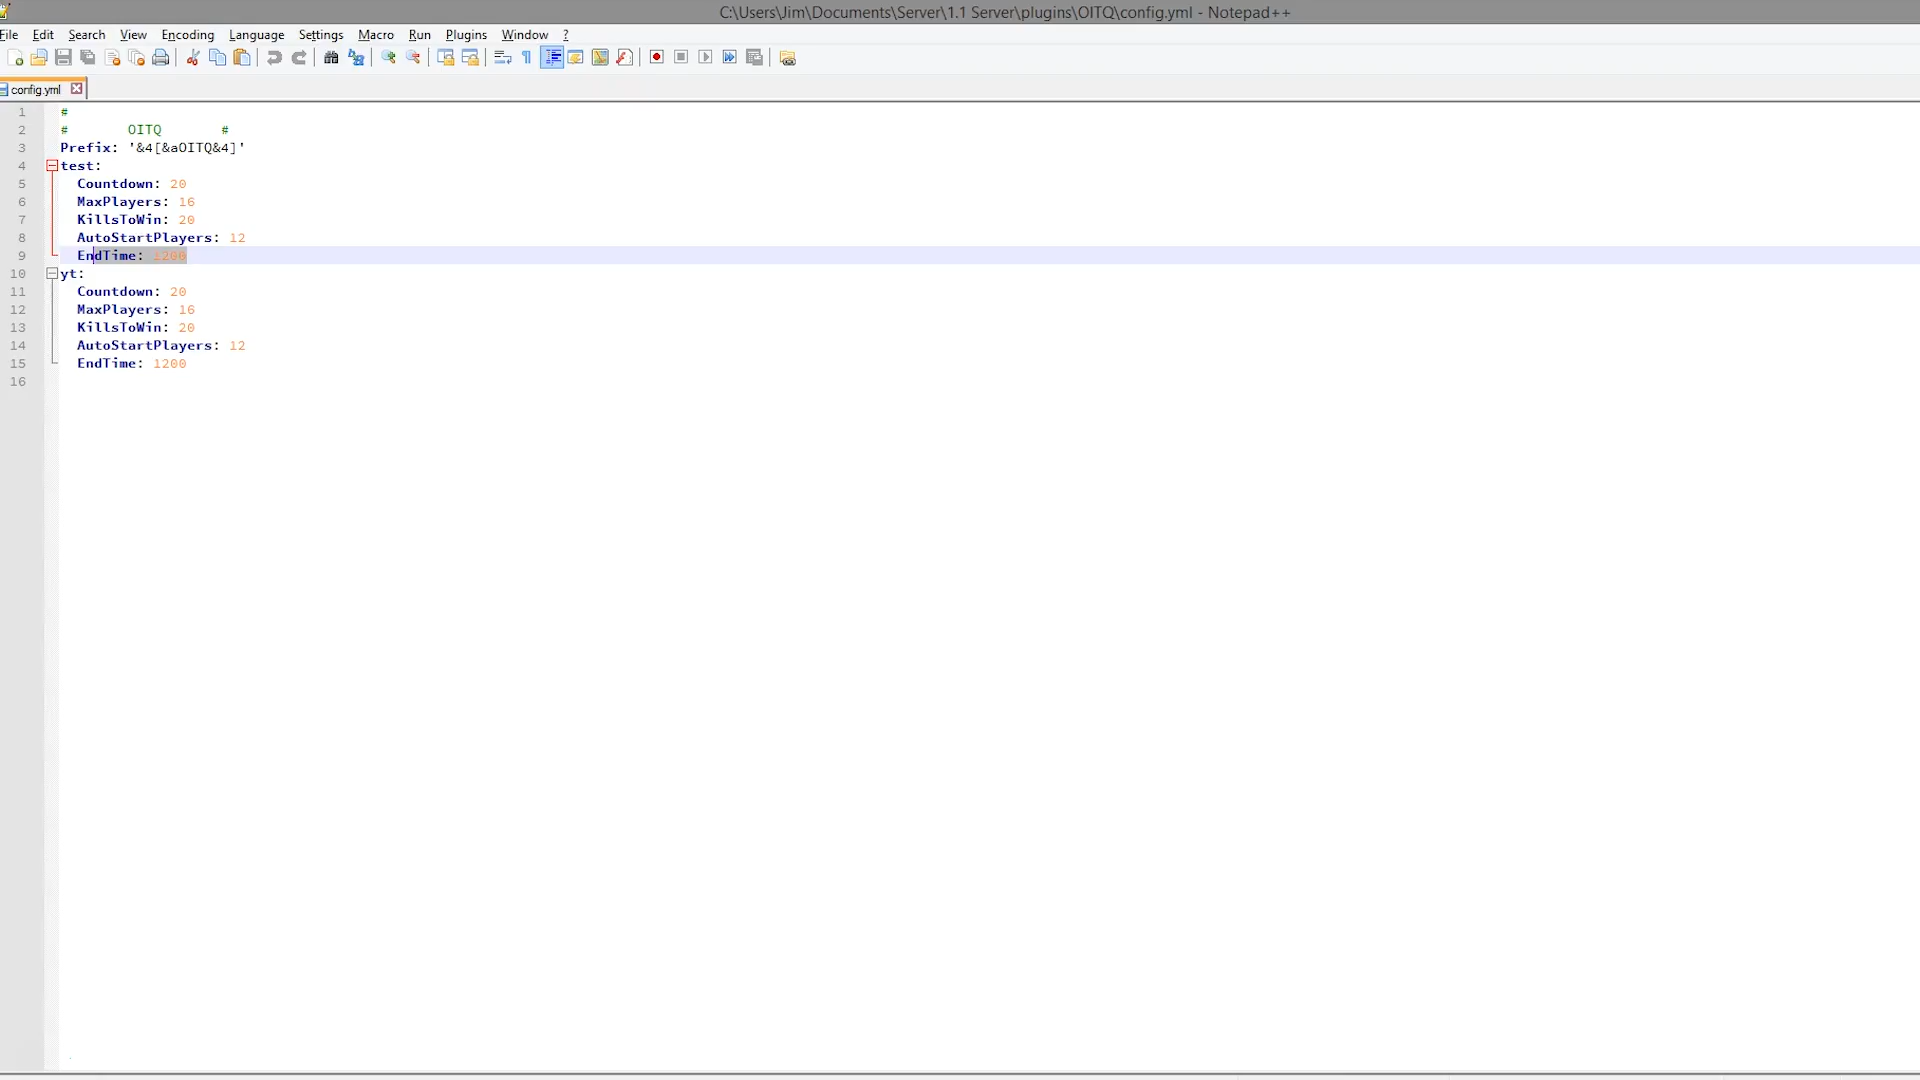 C:\Users\Jim\Documents\Server\1.1 Server\plugins\OITQ\config.yml - Notepad++
File Edit Search View Encoding Language Settings Macro Run Plugins Window ?
config.yml
1 #
2 # OITQ #
3 Prefix: '&4[&aOITQ&4]'
4 test:
5 Countdown: 20
6 MaxPlayers: 16
7 KillsToWin: 20
8 AutoStartPlayers: 12
9 EndTime: 1200
10 yt:
11 Countdown: 20
12 MaxPlayers: 16
13 KillsToWin: 20
14 AutoStartPlayers: 12
15 EndTime: 1200
16